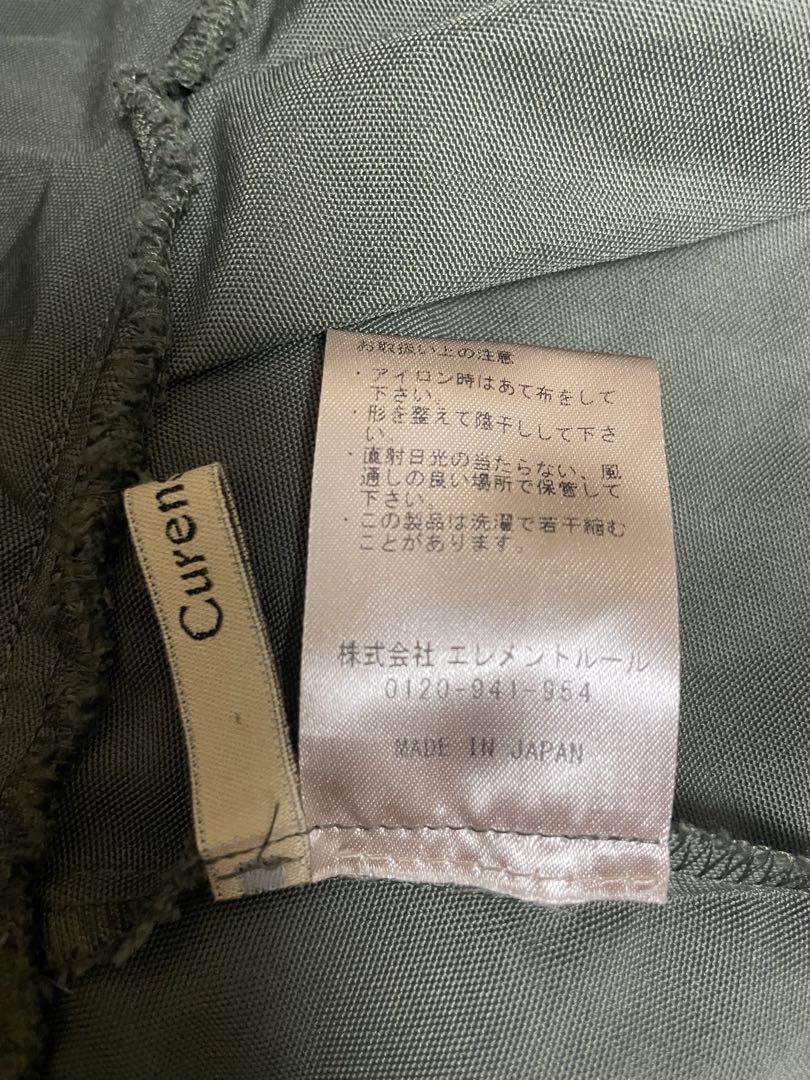 お取扱い上の注意
・アイロン時はあて布をして
下さい。
・形を整えて陰干しして下さ
い。
・直射日光の当たらない、風
通しの良い場所で保管して
下さい。
・この製品は洗濯で若干縮む
ことがあります。
株式会社 エレメントルール
0120-941-954
MADE IN JAPAN
Curen